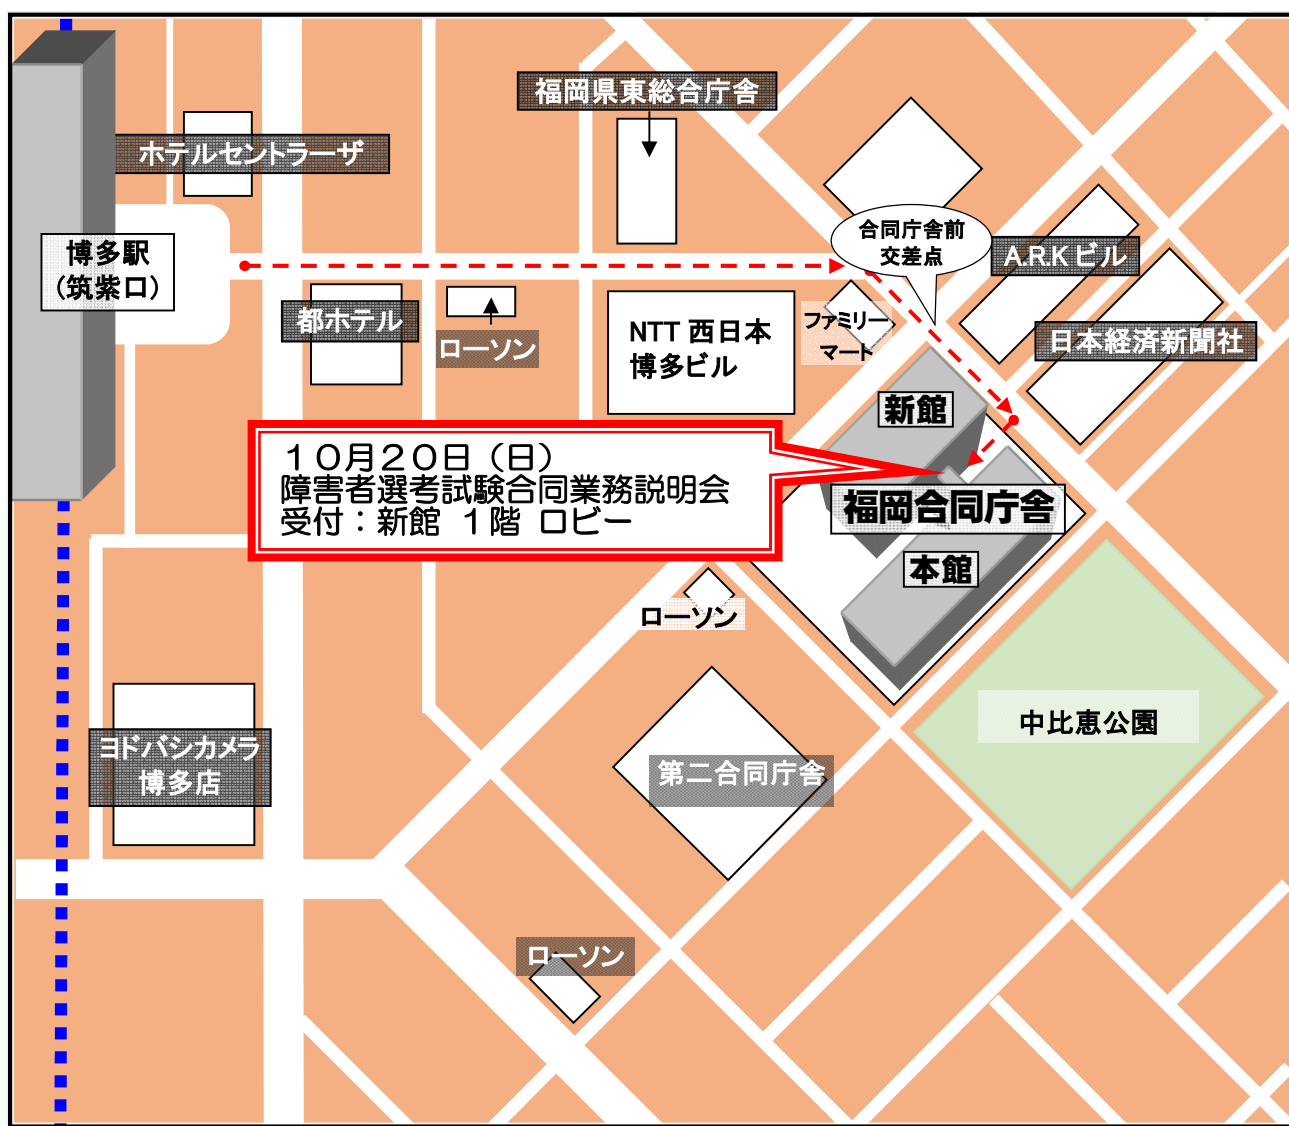 福岡県東総合庁舎
ホテルセントラーザ
博多駅
(筑紫口)
合同庁舎前
交差点
A.R.Kビル
都ホテル
ローソン
NTT 西日本
博多ビル
ファミリー
マート
日本経済新聞社
新館
10月20日(日)
障害者選考試験合同業務説明会
受付:新館 1階 ロビー
福岡合同庁舎
本館
ローソン
中比恵公園
ヨドバシカメラ
博多店
第二合同庁舎
ローソン